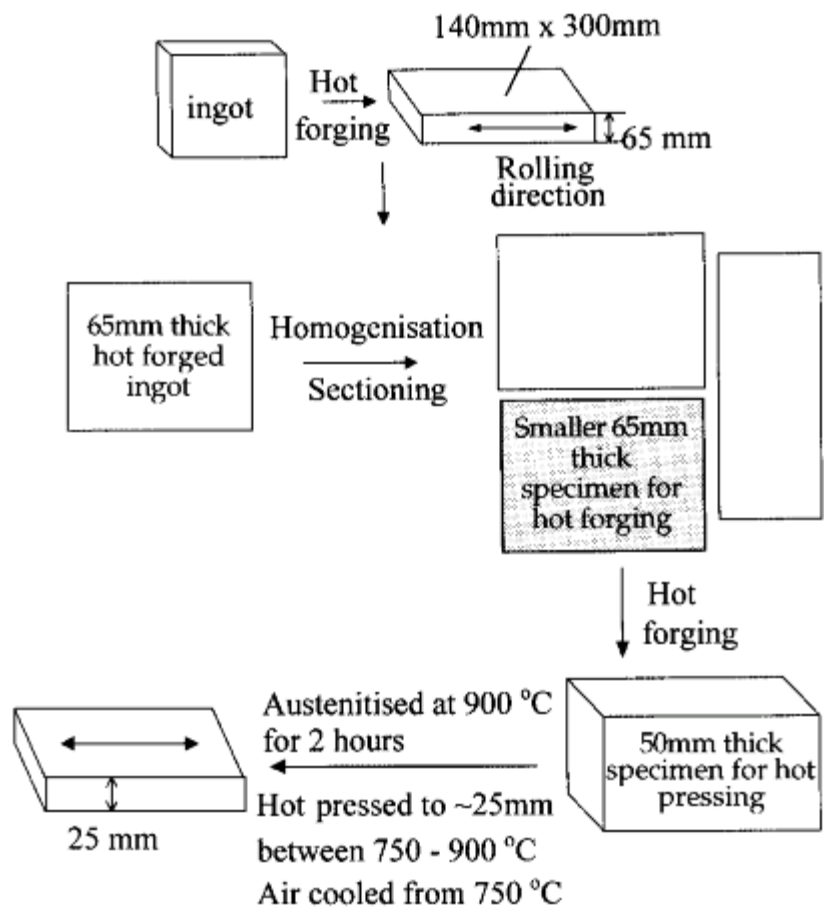 140mm x 300mm
ingot
Hot
forging
65 mm
Rolling
direction
65mm thick
hot forged
ingot
Homogenisation
Sectioning
Smaller 65mm
thick
specimen for
hot forging
Hot
forging
Austenitised at 900 °C
for 2 hours
50mm thick
specimen for hot
pressing
25 mm
Hot pressed to ~25mm
between 750 - 900 °C
Air cooled from 750 °C